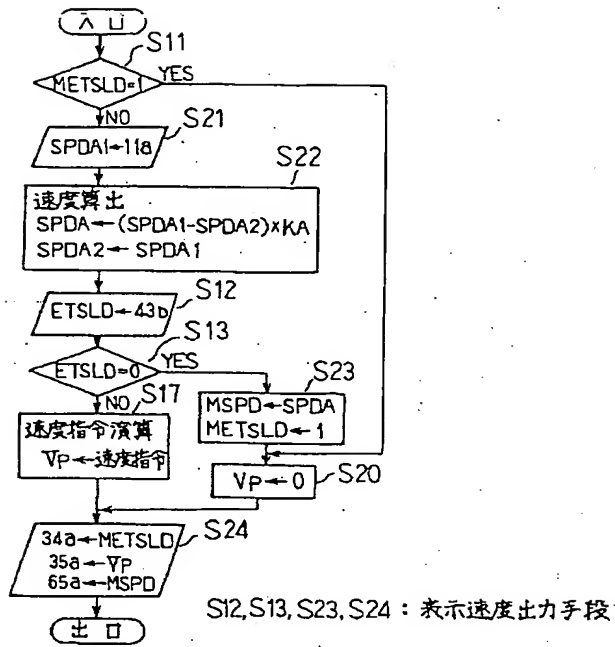 入口
S11
METSLD=1
YES
NO
S21
SPDA1←11a
S22
速度算出
SPDA←(SPDA1-SPDA2)×KA
SPDA2←SPDA1
S12
ETSLD←43b
S13
ETSLD=0
YES
NO
S17
速度指令演算
VP←速度指令
S23
MSPD←SPDA
METSLD←1
VP←0
S20
S24
34a←METSLD
35a←VP
65a←MSPD
出口
S12,S13,S23,S24：表示速度出力手段